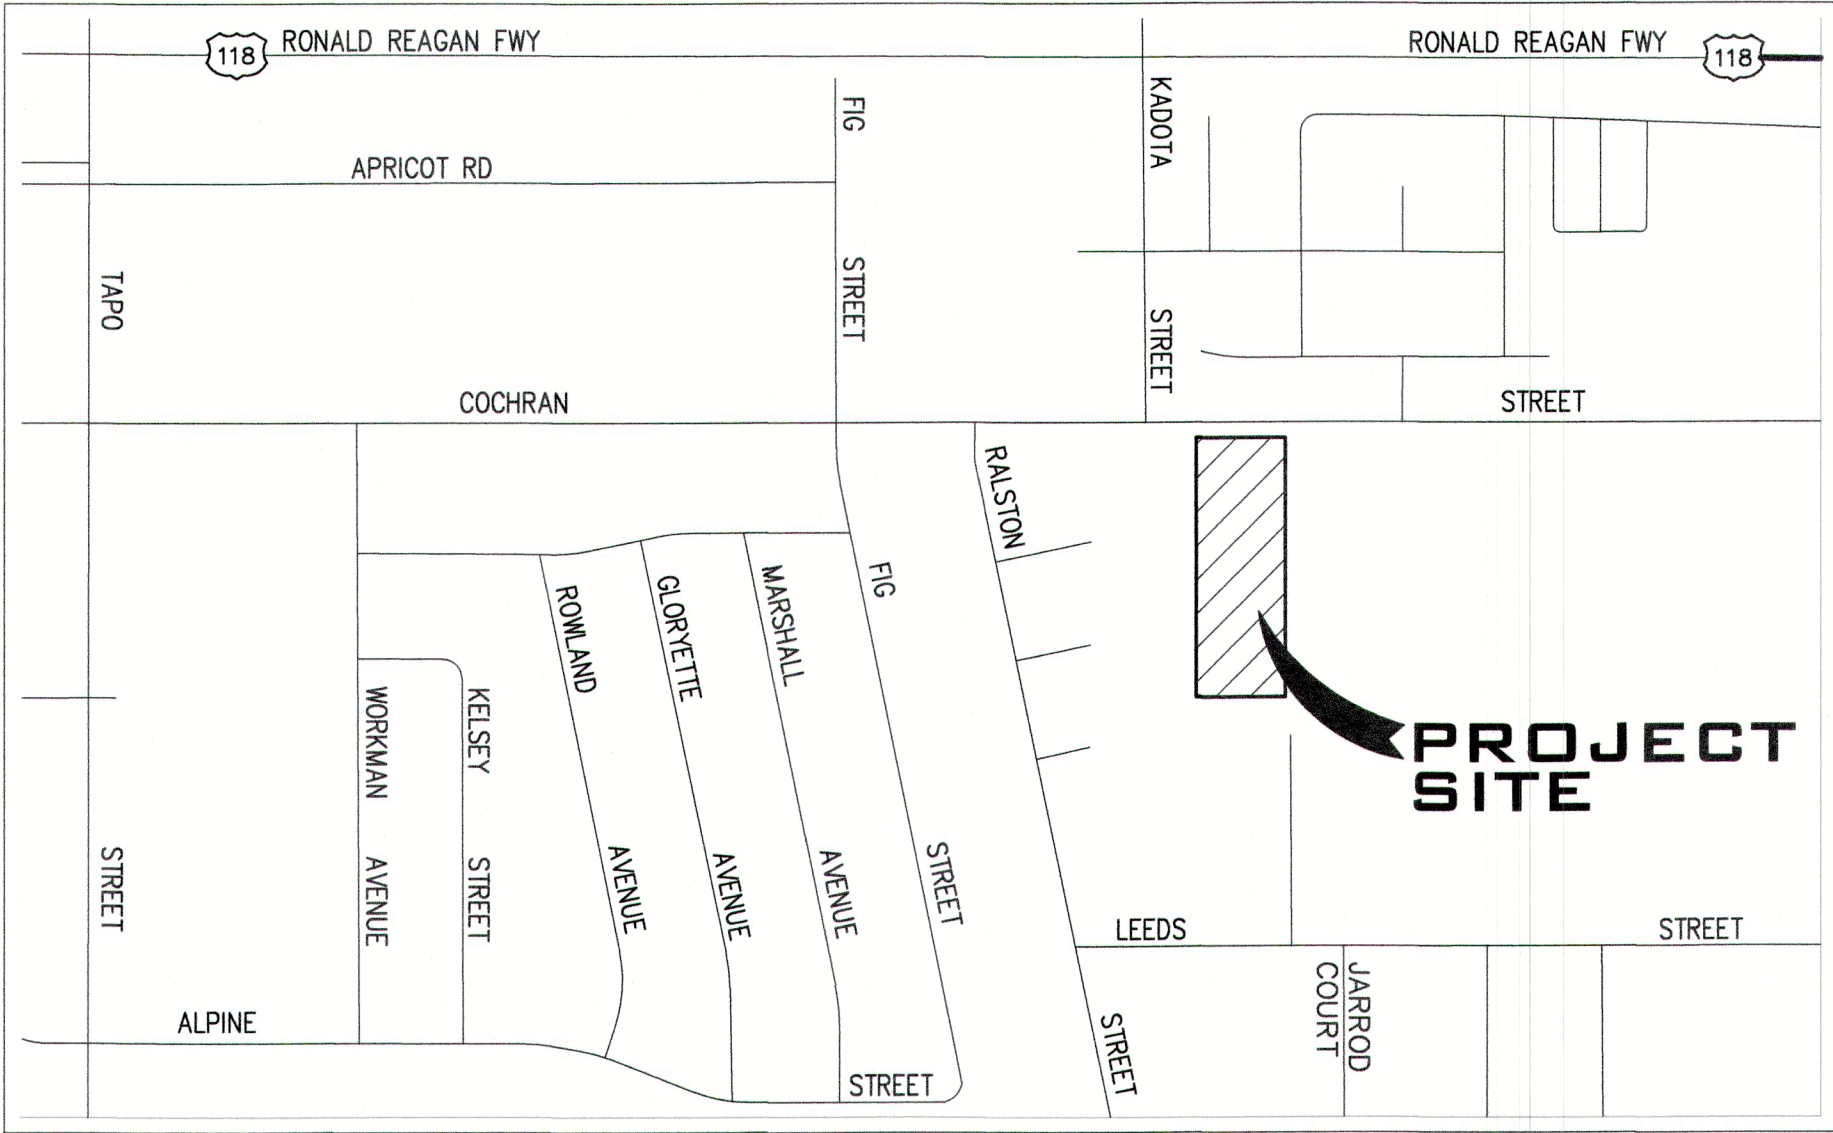 118 RONALD REAGAN FWY
RONALD REAGAN FWY 118
FIG
STREET
KADOTA
STREET
APRICOT RD
TAPO
STREET
COCHRAN
STREET
RALSTON
STREET
FIG
STREET
MARSHALL
AVENUE
GLORYETTE
AVENUE
ROWLAND
AVENUE
KELSEY
STREET
WORKMAN
AVENUE
PROJECT
SITE
LEEDS
STREET
JARROD
COURT
ALPINE
STREET